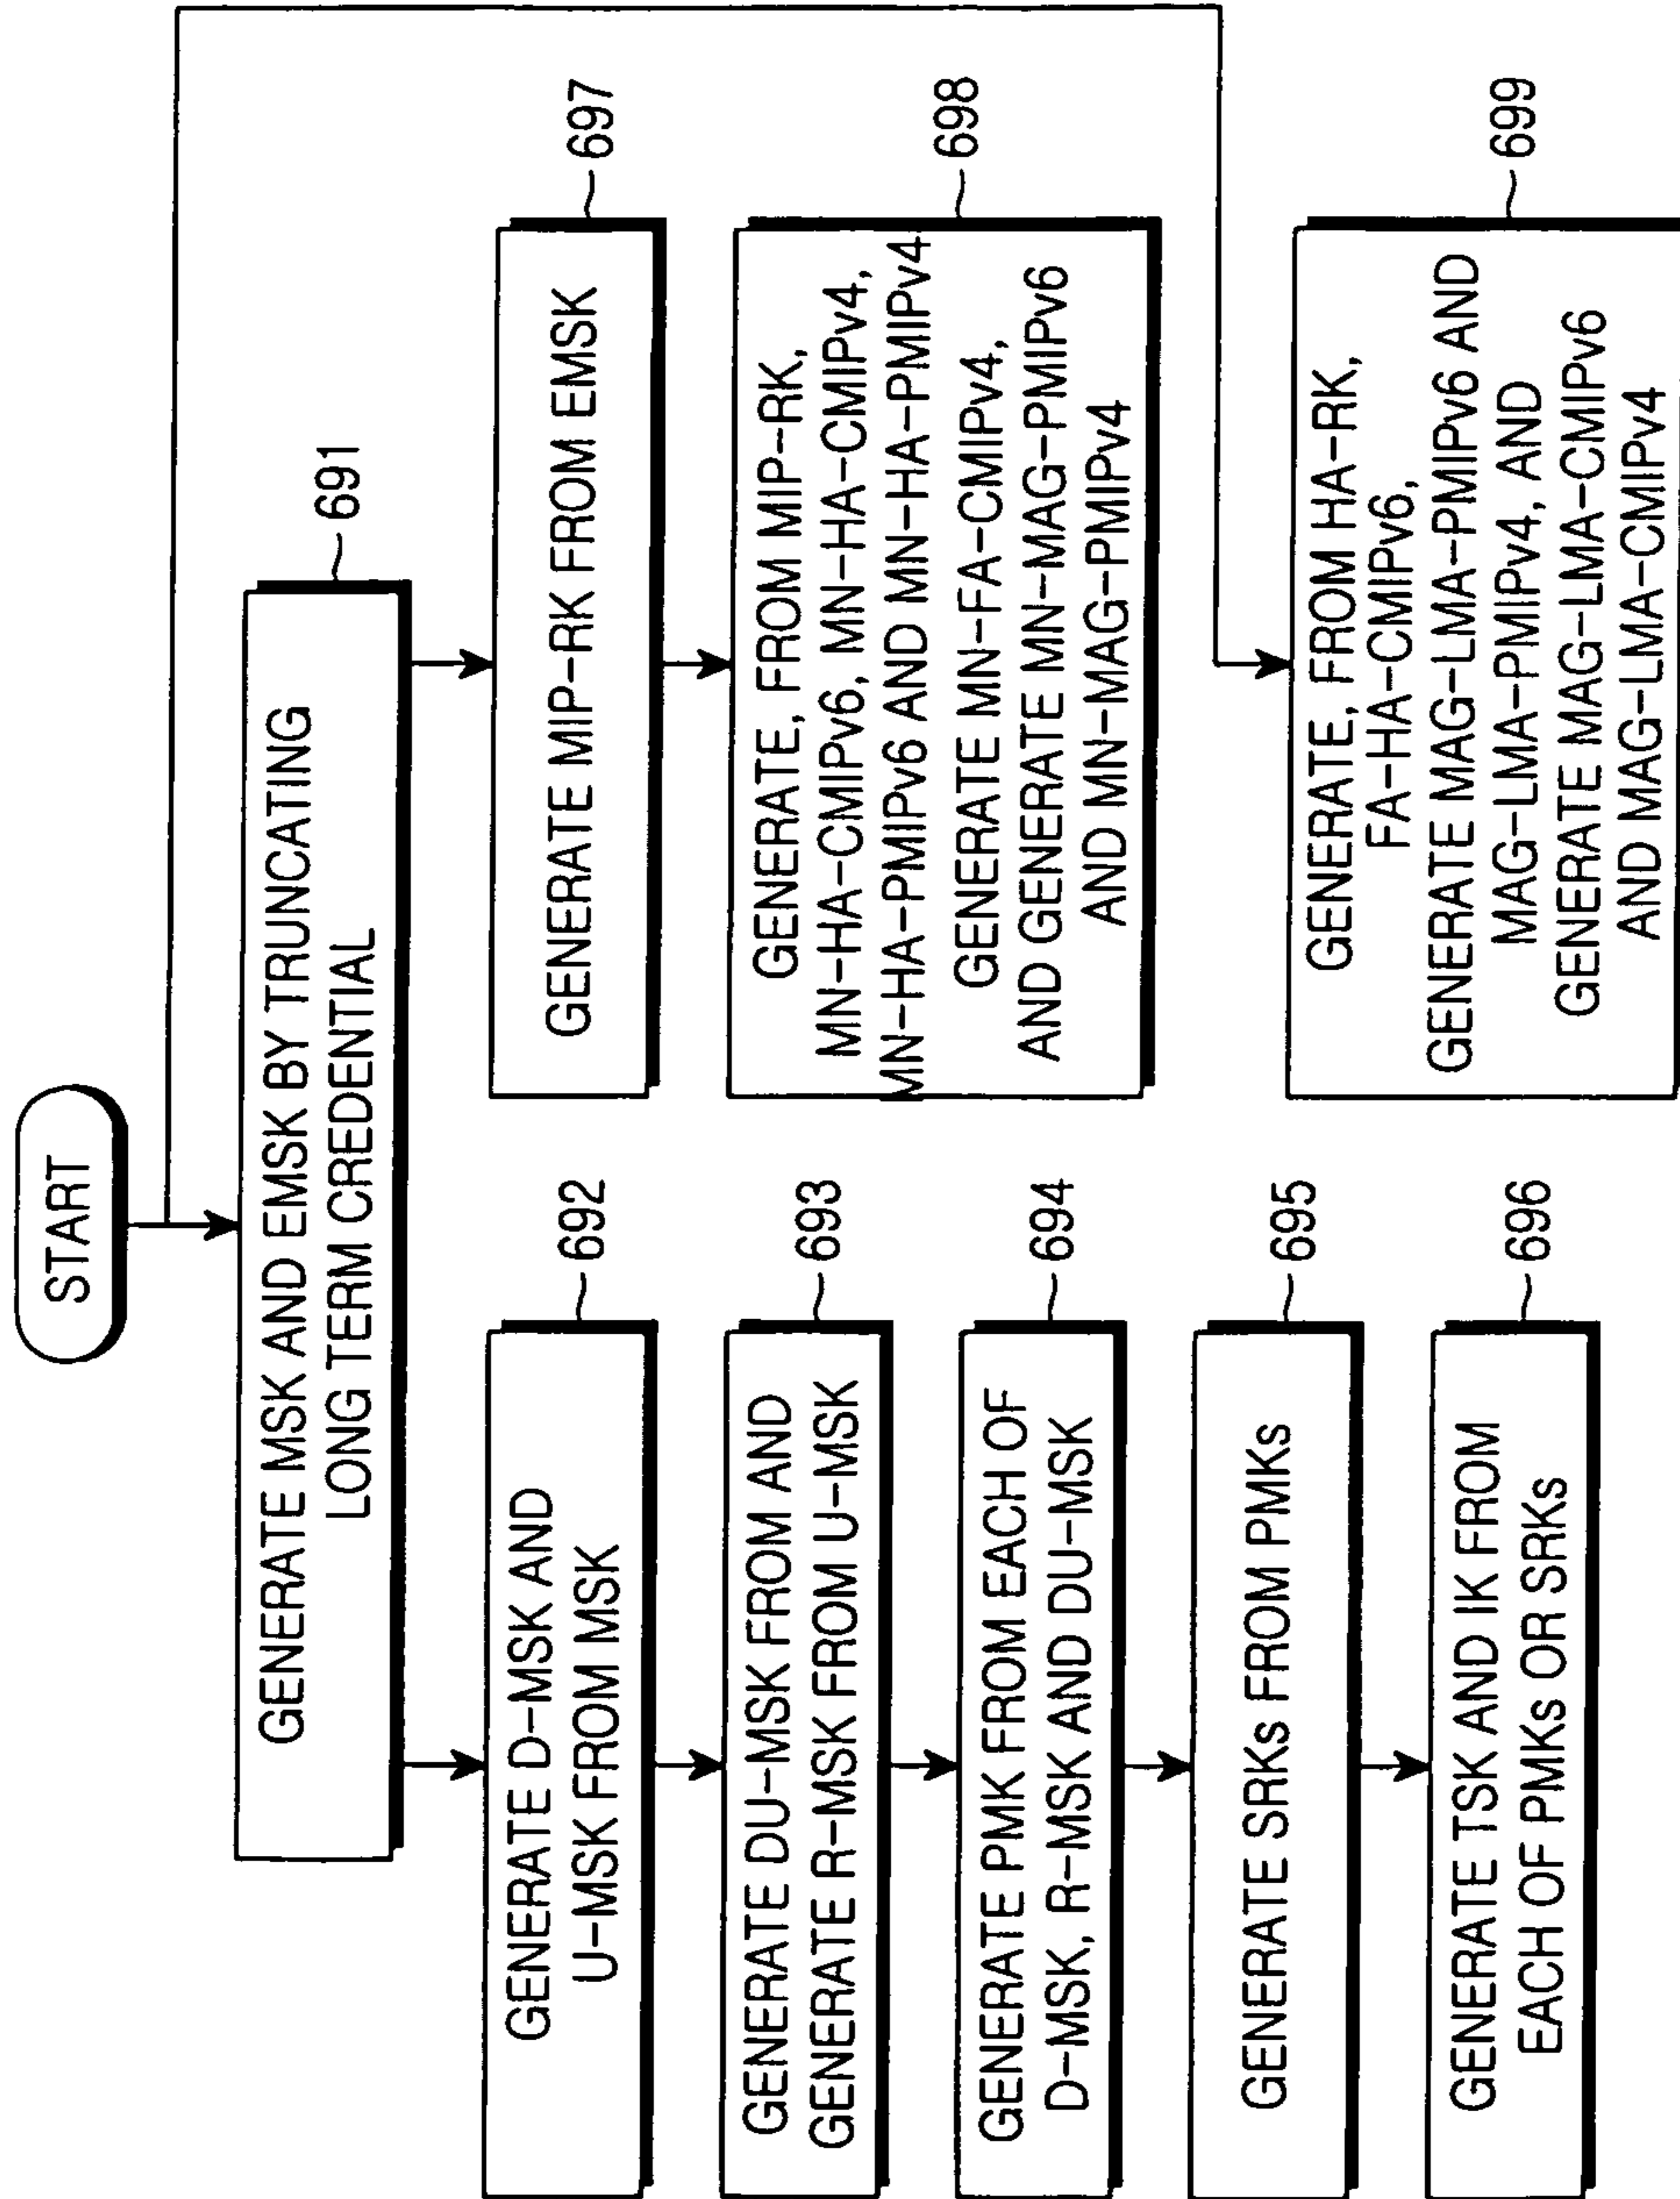 START
GENERATE MSK AND EMSK BY TRUNCATING
LONG TERM CREDENTIAL
691
GENERATE D-MSK AND
U-MSK FROM MSK
692
GENERATE DU-MSK FROM AND
GENERATE R-MSK FROM U-MSK
693
GENERATE PMK FROM EACH OF
D-MSK, R-MSK AND DU-MSK
694
GENERATE SRKs FROM PMKs
695
GENERATE TSK AND IK FROM
EACH OF PMKs OR SRKs
696
GENERATE MIP-RK FROM EMSK
697
GENERATE, FROM MIP-RK,
MN-HA-CMIPv6, MN-HA-CMIPv4,
MN-HA-PMIPv6 AND MN-HA-PMIPv4
GENERATE MN-FA-CMIPv4,
AND GENERATE MN-MAG-PMIPv6
AND MN-MAG-PMIPv4
698
GENERATE, FROM HA-RK,
FA-HA-CMIPv6,
GENERATE MAG-LMA-PMIPv6 AND
MAG-LMA-PMIPv4, AND
GENERATE MAG-LMA-CMIPv6
AND MAG-LMA-CMIPv4
699